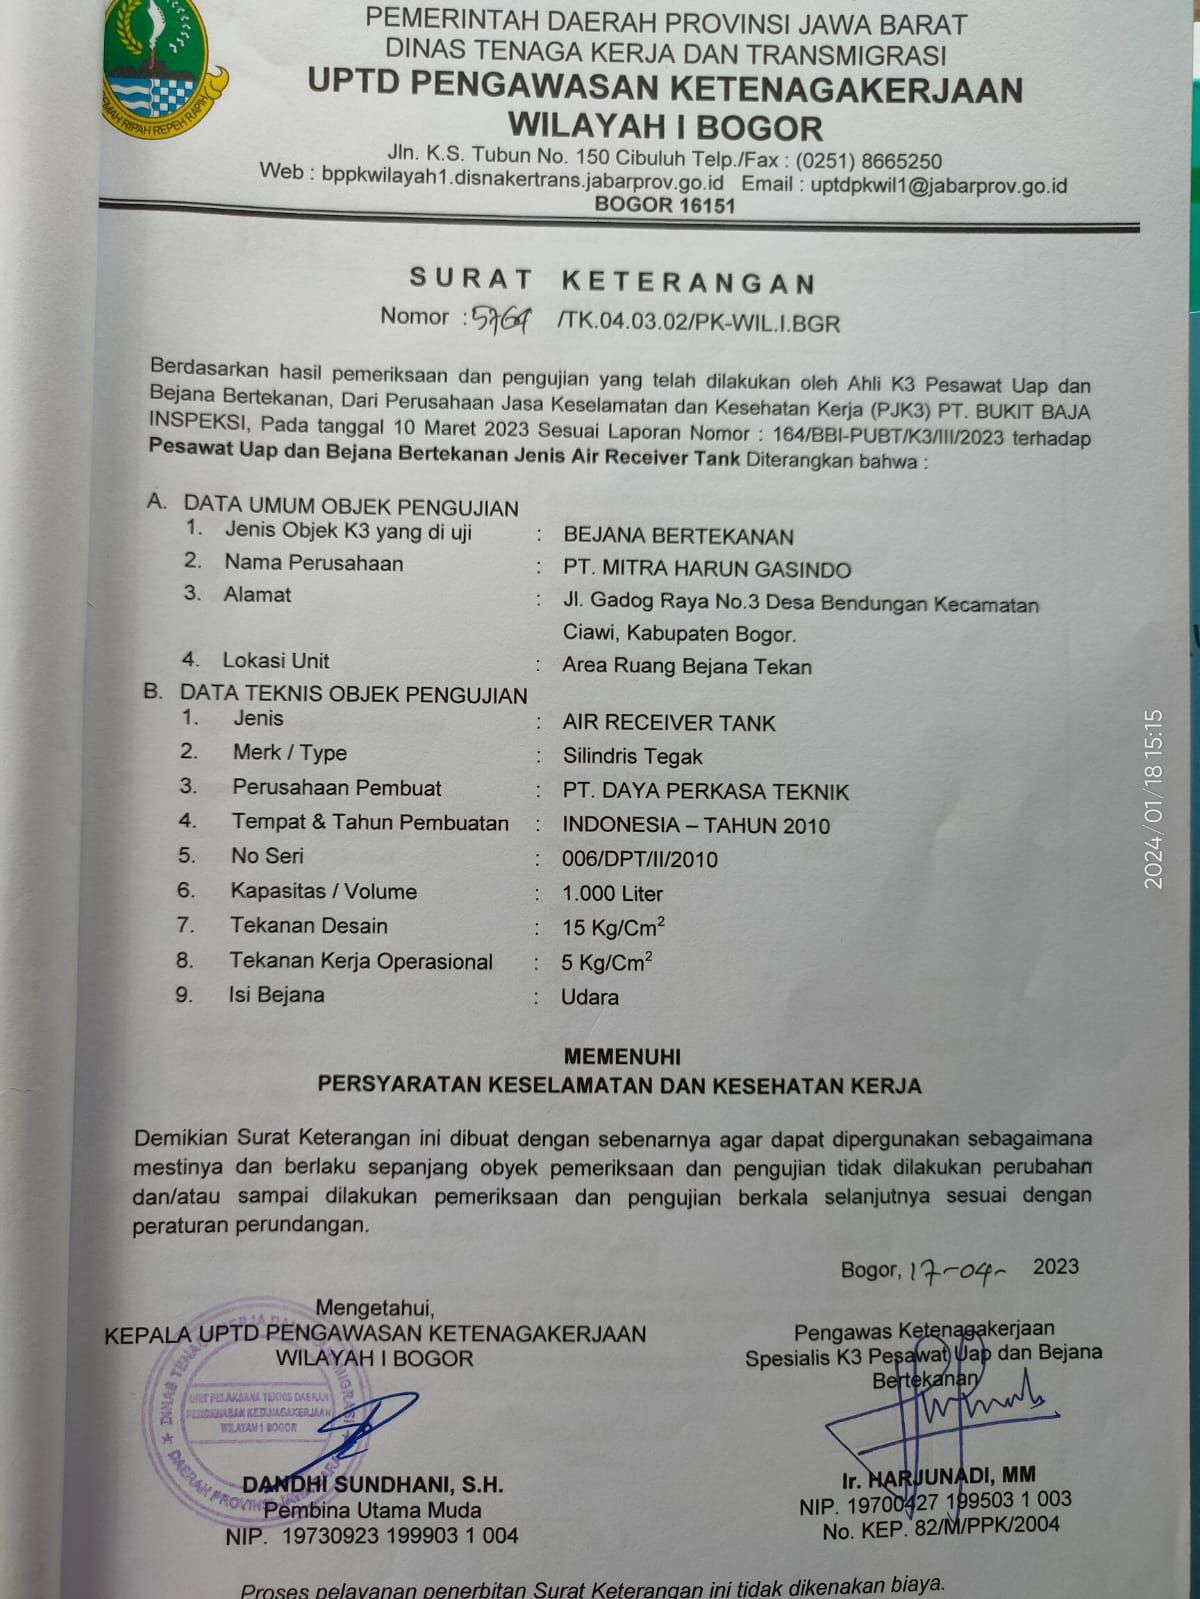 PEMERINTAH DAERAH PROVINSI JAWA BARAT
DINAS TENAGA KERJA DAN TRANSMIGRASI
UPTD PENGAWASAN KETENAGAKERJAAN
WILAYAH I BOGOR
Jln. K.S. Tubun No. 150 Cibuluh Telp./Fax : (0251) 8665250
Web : bppkwilayah1.disnakertrans.jabarprov.go.id Email : uptdpkwil1@jabarprov.go.id
BOGOR 16151
RIPAH REPEH RAPIH
SURAT KETERANGAN
Nomor : 5764 /TK.04.03.02/PK-WIL.I.BGR
Berdasarkan hasil pemeriksaan dan pengujian yang telah dilakukan oleh Ahli K3 Pesawat Uap dan
Bejana Bertekanan, Dari Perusahaan Jasa Keselamatan dan Kesehatan Kerja (PJK3) PT. BUKIT BAJA
INSPEKSI, Pada tanggal 10 Maret 2023 Sesuai Laporan Nomor : 164/BBI-PUBT/K3/III/2023 terhadap
Pesawat Uap dan Bejana Bertekanan Jenis Air Receiver Tank Diterangkan bahwa :
A. DATA UMUM OBJEK PENGUJIAN
1. Jenis Objek K3 yang di uji : BEJANA BERTEKANAN
2. Nama Perusahaan : PT. MITRA HARUN GASINDO
3. Alamat : Jl. Gadog Raya No.3 Desa Bendungan Kecamatan
Ciawi, Kabupaten Bogor.
4. Lokasi Unit : Area Ruang Bejana Tekan
B. DATA TEKNIS OBJEK PENGUJIAN
1. Jenis : AIR RECEIVER TANK
2. Merk / Type : Silindris Tegak
3. Perusahaan Pembuat : PT. DAYA PERKASA TEKNIK
4. Tempat & Tahun Pembuatan : INDONESIA – TAHUN 2010
5. No Seri : 006/DPT/II/2010
6. Kapasitas / Volume : 1.000 Liter
7. Tekanan Desain : 15 Kg/Cm²
8. Tekanan Kerja Operasional : 5 Kg/Cm²
9. Isi Bejana : Udara
MEMENUHI
PERSYARATAN KESELAMATAN DAN KESEHATAN KERJA
Demikian Surat Keterangan ini dibuat dengan sebenarnya agar dapat dipergunakan sebagaimana
mestinya dan berlaku sepanjang obyek pemeriksaan dan pengujian tidak dilakukan perubahan
dan/atau sampai dilakukan pemeriksaan dan pengujian berkala selanjutnya sesuai dengan
peraturan perundangan.
Bogor, 17-04- 2023
Mengetahui,
KEPALA UPTD PENGAWASAN KETENAGAKERJAAN
WILAYAH I BOGOR
UNIT PELAKSANA TEKNIS DAERAH
PENGAWASAN KETENAGAKERJAAN
WILAYAH I BOGOR
DANDHI SUNDHANI, S.H.
Pembina Utama Muda
NIP. 19730923 199903 1 004
Pengawas Ketenagakerjaan
Spesialis K3 Pesawat Uap dan Bejana
Bertekanan
Ir. HARJUNADI, MM
NIP. 19700427 199503 1 003
No. KEP. 82/M/PPK/2004
Proses pelayanan penerbitan Surat Keterangan ini tidak dikenakan biaya.
2024/01/18 15:15